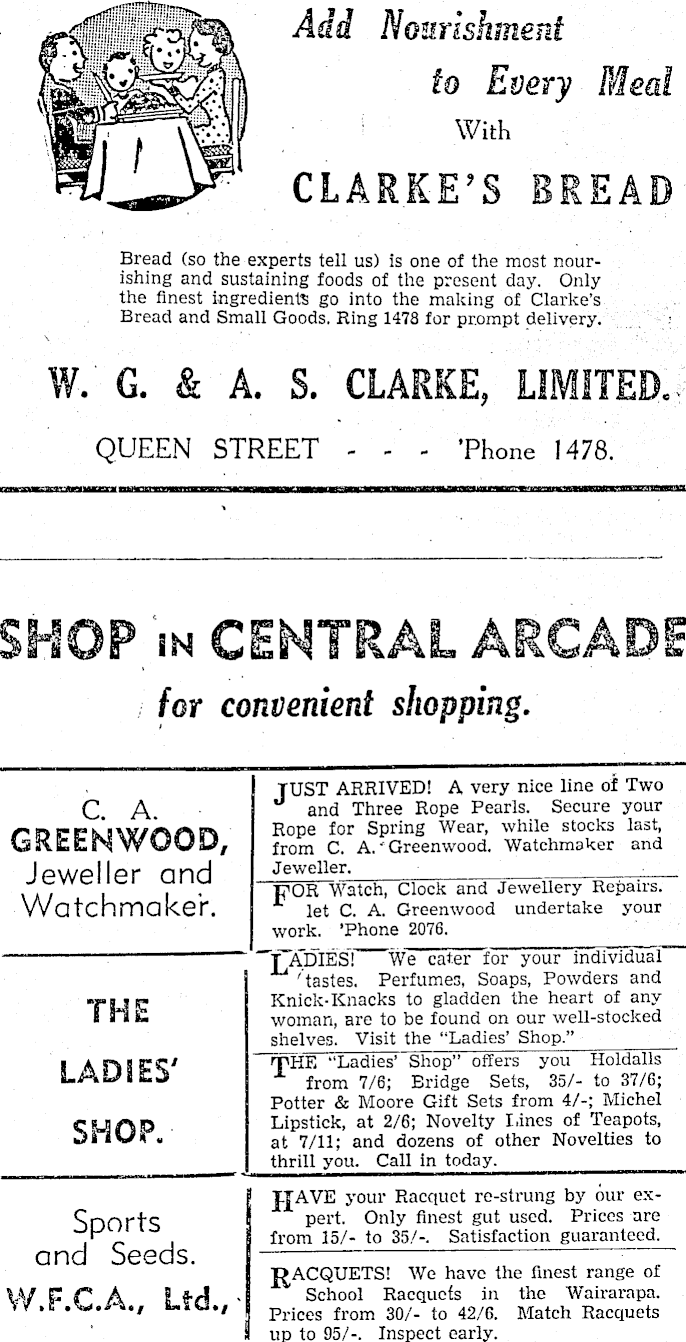 Add Nourishment
to Every Meal
With
CLARKE'S BREAD
Bread (so the experts tell us) is one of the most nour-
ishing and sustaining foods of the present day. Only
the finest ingredients go into the making of Clarke's
Bread and Small Goods. Ring 1478 for prompt delivery.
W. G. & A. S. CLARKE, LIMITED.
QUEEN STREET - - - 'Phone 1478.
SHOP IN CENTRAL ARCADE
for convenient shopping.
C. A.
GREENWOOD,
Jeweller and
Watchmaker.
JUST ARRIVED! A very nice line of Two
and Three Rope Pearls. Secure your
Rope for Spring Wear, while stocks last,
from C. A. Greenwood. Watchmaker and
Jeweller.
FOR Watch, Clock and Jewellery Repairs.
let C. A. Greenwood undertake your
work. 'Phone 2076.
THE
LADIES'
SHOP.
LADIES! We cater for your individual
tastes. Perfumes, Soaps, Powders and
Knick-Knacks to gladden the heart of any
woman, are to be found on our well-stocked
shelves. Visit the "Ladies' Shop."
THE "Ladies' Shop" offers you Holdalls
from 7/6; Bridge Sets, 35/- to 37/6;
Potter & Moore Gift Sets from 4/-; Michel
Lipstick, at 2/6; Novelty Lines of Teapots,
at 7/11; and dozens of other Novelties to
thrill you. Call in today.
Sports
and Seeds.
W.F.C.A., Ltd.,
HAVE your Racquet re-strung by our ex-
pert. Only finest gut used. Prices are
from 15/- to 35/-. Satisfaction guaranteed.
RACQUETS! We have the finest range of
School Racquets in the Wairarapa.
Prices from 30/- to 42/6. Match Racquets
up to 95/-. Inspect early.